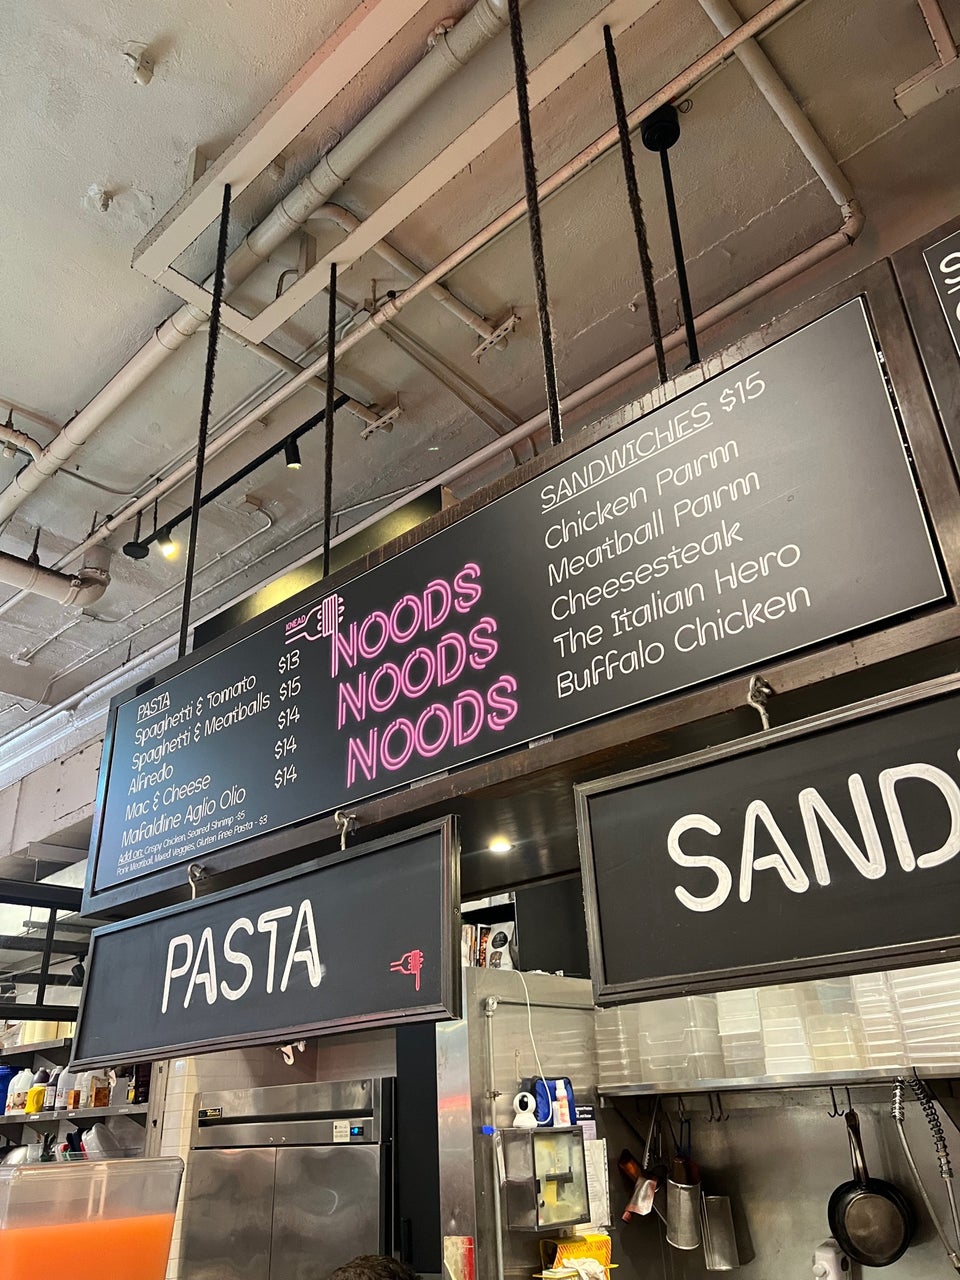 PASTA
Spaghetti & Tomato $13
Spaghetti & Meatballs $15
Alfredo $14
Mac & Cheese $14
Mafaldine Aglio Olio $14
Add on: Crispy Chicken, Seared Shrimp -$5
Pork Meatball, Mixed Veggies, Gluten Free Pasta - $3
KNEAD
NOODS
NOODS
NOODS
SANDWICHES $15
Chicken Parm
Meatball Parm
Cheesesteak
The Italian Hero
Buffalo Chicken
PASTA
SAND